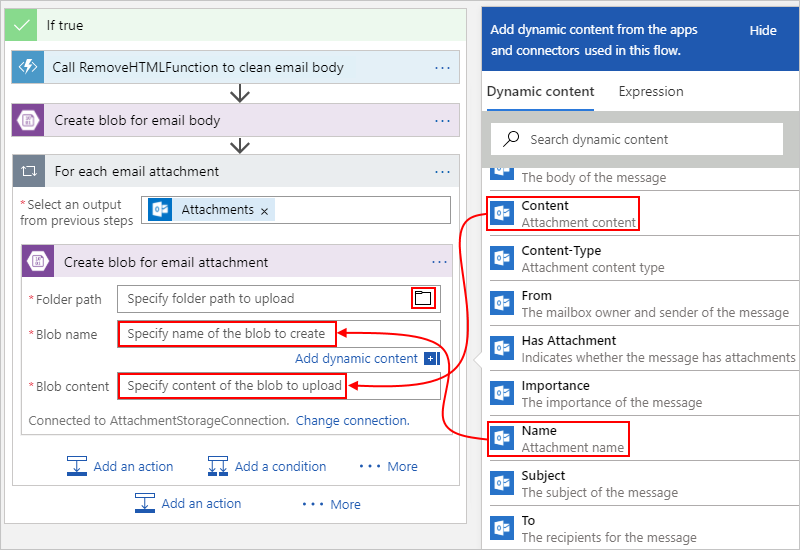 If true
Call RemoveHTMLFunction to clean email body
Create blob for email body
For each email attachment
*Select an output
from previous steps
Attachments ×
Create blob for email attachment
*Folder path
Specify folder path to upload
*Blob name
Specify name of the blob to create
Add dynamic content
*Blob content
Specify content of the blob to upload
Connected to AttachmentStorageConnection. Change connection.
Add an action
Add a condition
··· More
Add an action
··· More
Add dynamic content from the apps
and connectors used in this flow.
Hide
Dynamic content
Expression
Search dynamic content
The body of the message
Content
Attachment content
Content-Type
Attachment content type
From
The mailbox owner and sender of the message
Has Attachment
Indicates whether the message has attachments
Importance
The importance of the message
Name
Attachment name
Subject
The subject of the message
To
The recipients for the message